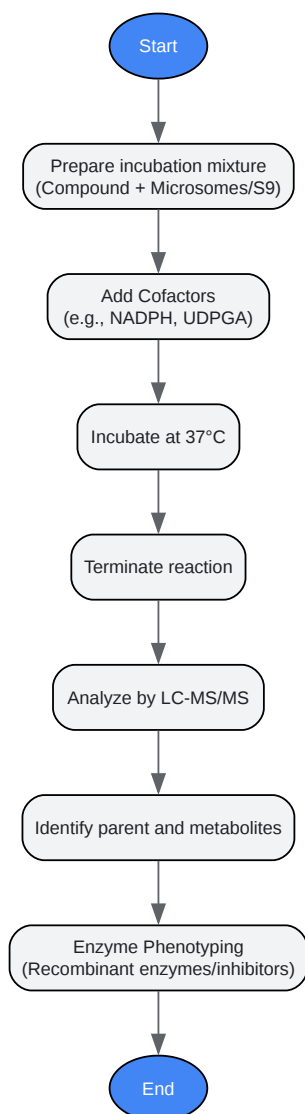 Start
Prepare incubation mixture
(Compound + Microsomes/S9)
Add Cofactors
(e.g., NADPH, UDPGA)
Incubate at 37°C
Terminate reaction
Analyze by LC-MS/MS
Identify parent and metabolites
Enzyme Phenotyping
(Recombinant enzymes/inhibitors)
End